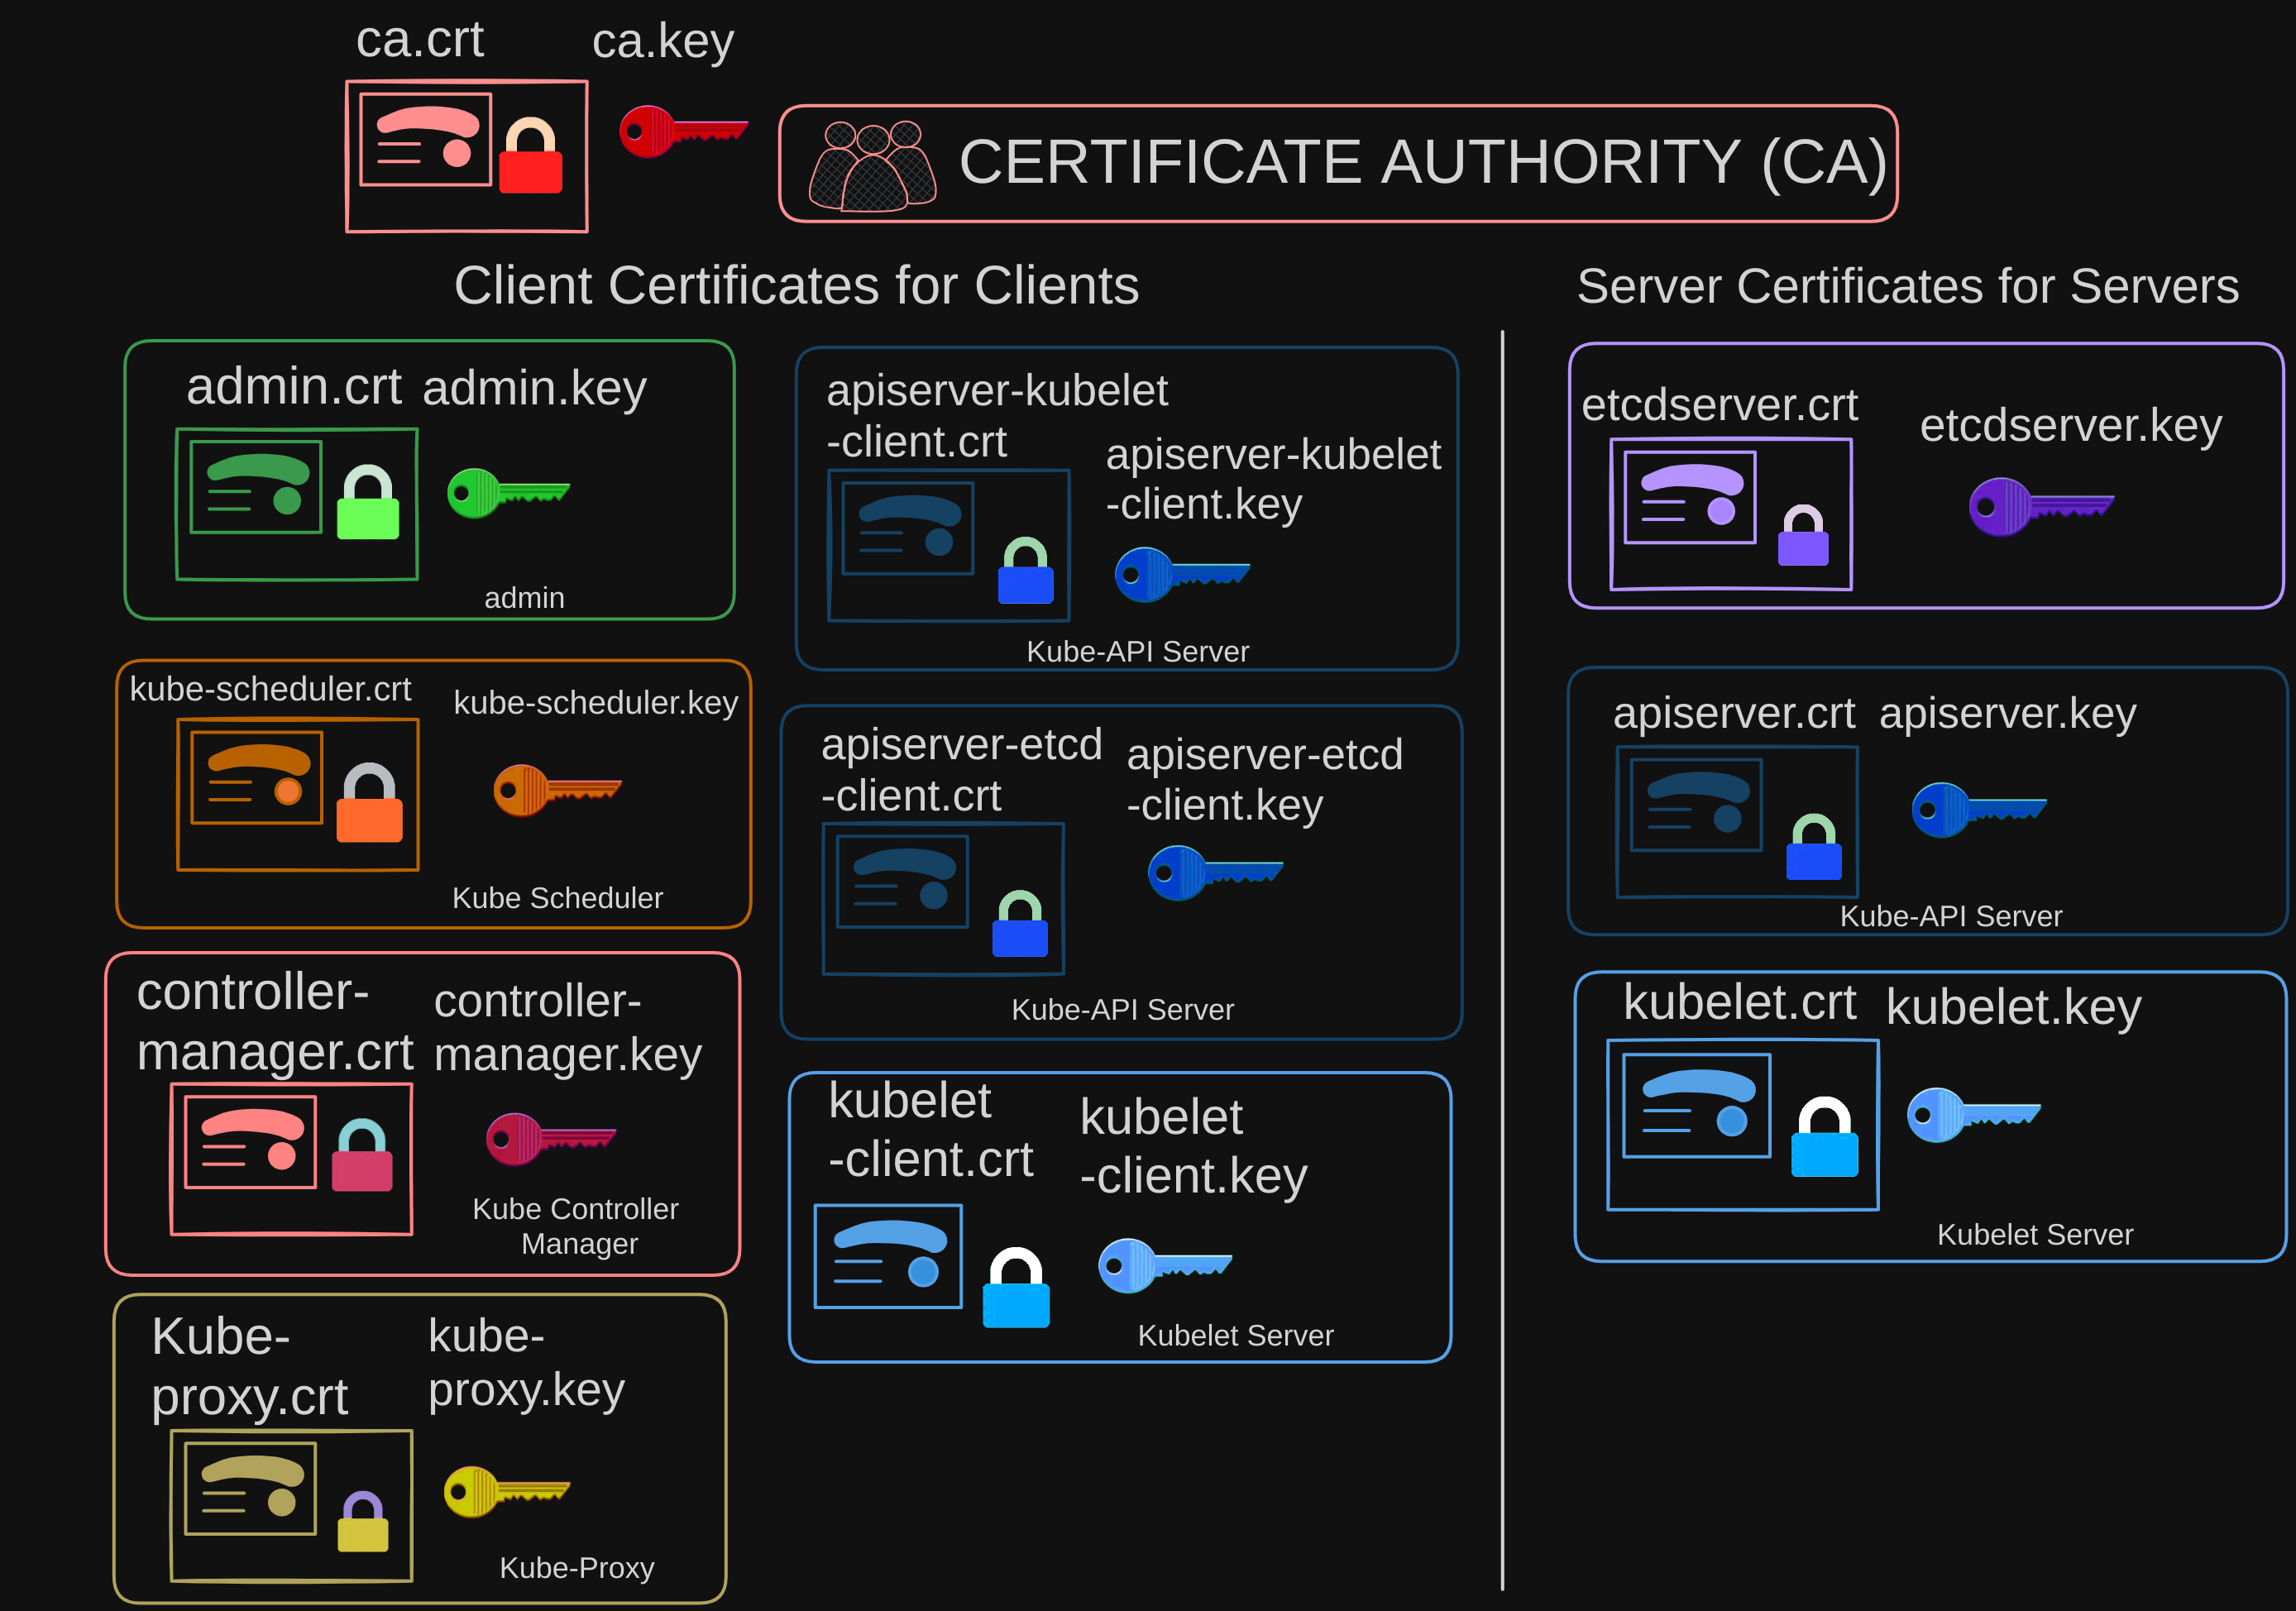 ca.crt
ca.key
CERTIFICATE AUTHORITY (CA)
Client Certificates for Clients
admin.crt
admin.key
admin
kube-scheduler.crt
kube-scheduler.key
Kube Scheduler
controller-
manager.crt
controller-
manager.key
Kube Controller
Manager
Kube-
proxy.crt
kube-
proxy.key
Kube-Proxy
apiserver-kubelet
-client.crt
apiserver-kubelet
-client.key
Kube-API Server
apiserver-etcd
-client.crt
apiserver-etcd
-client.key
Kube-API Server
kubelet
-client.crt
kubelet
-client.key
Kubelet Server
Server Certificates for Servers
etcdserver.crt
etcdserver.key
apiserver.crt
apiserver.key
Kube-API Server
kubelet.crt
kubelet.key
Kubelet Server